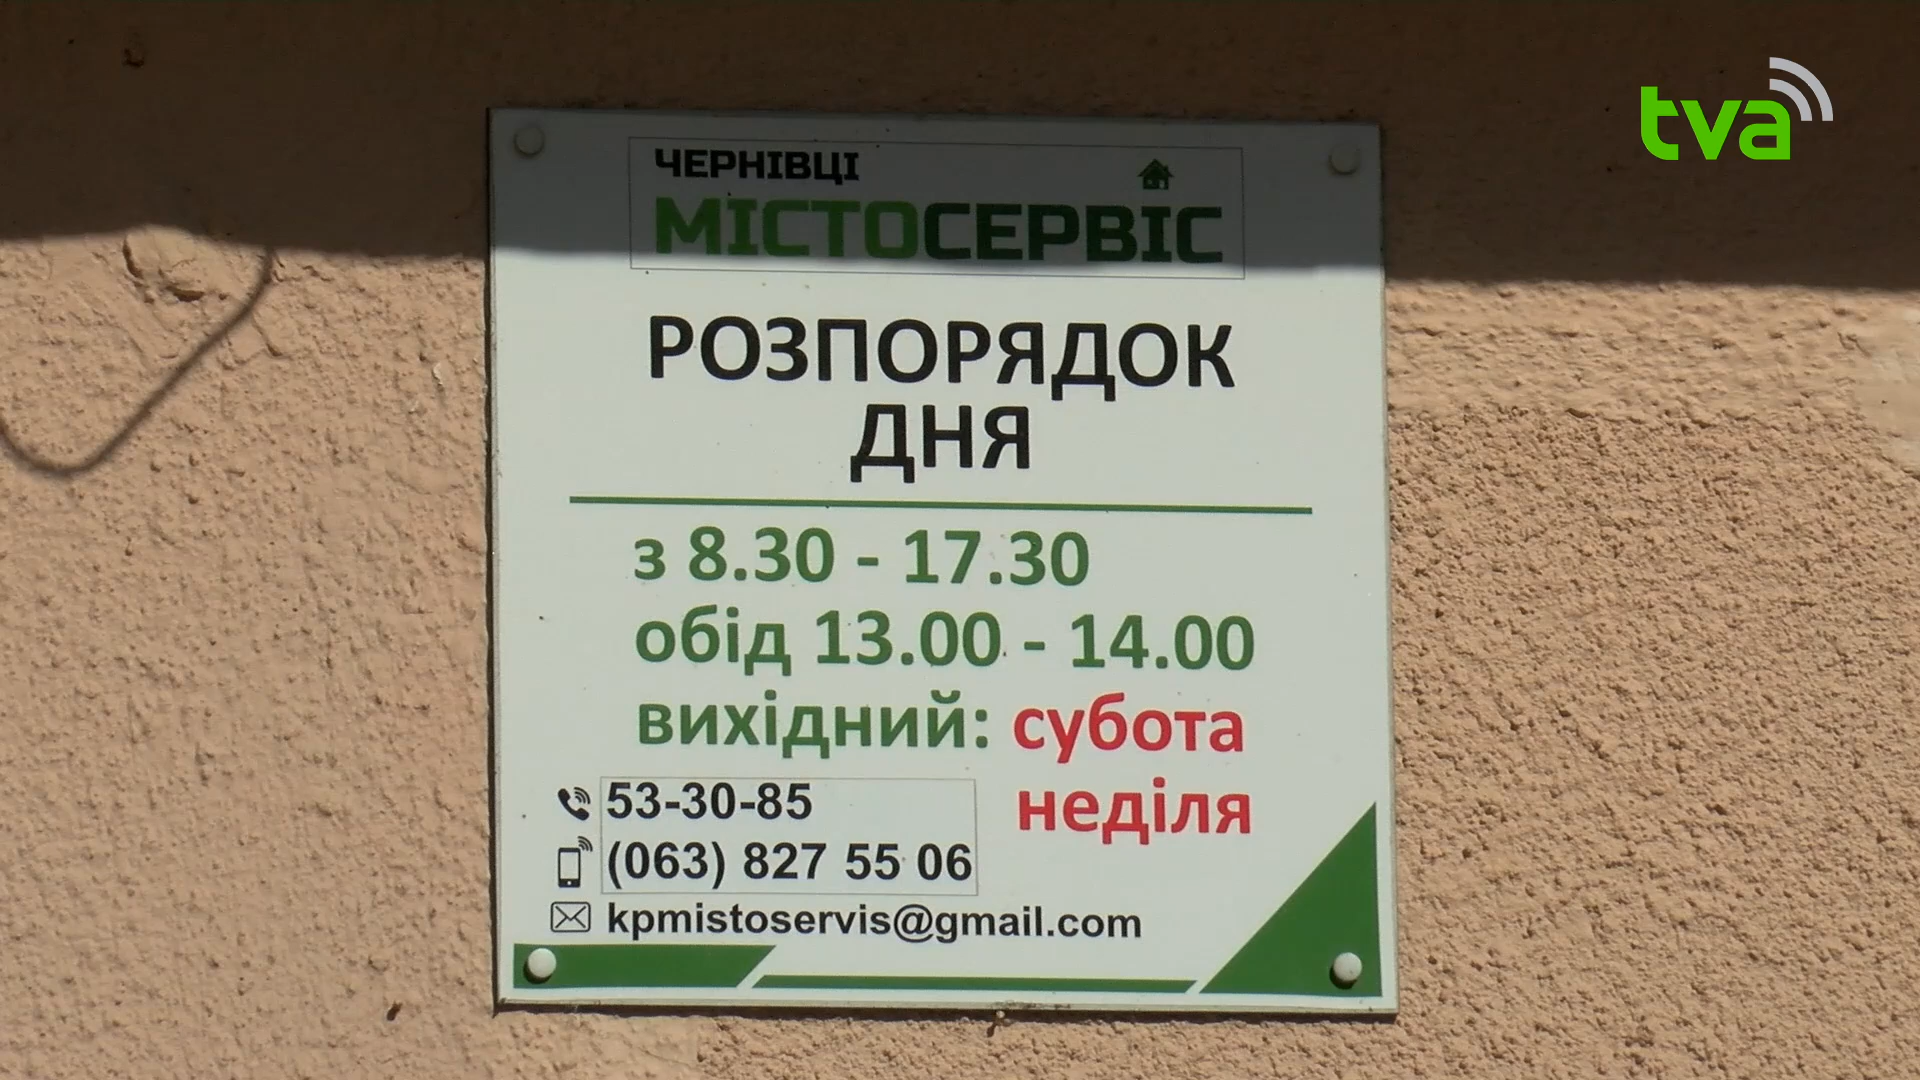 tva
ЧЕРНІВЦІ
МІСТОСЕРВІС
РОЗПОРЯДОК
ДНЯ
з 8.30 - 17.30
обід 13.00 - 14.00
вихідний: субота
неділя
53-30-85
(063) 827 55 06
kpmistoservis@gmail.com